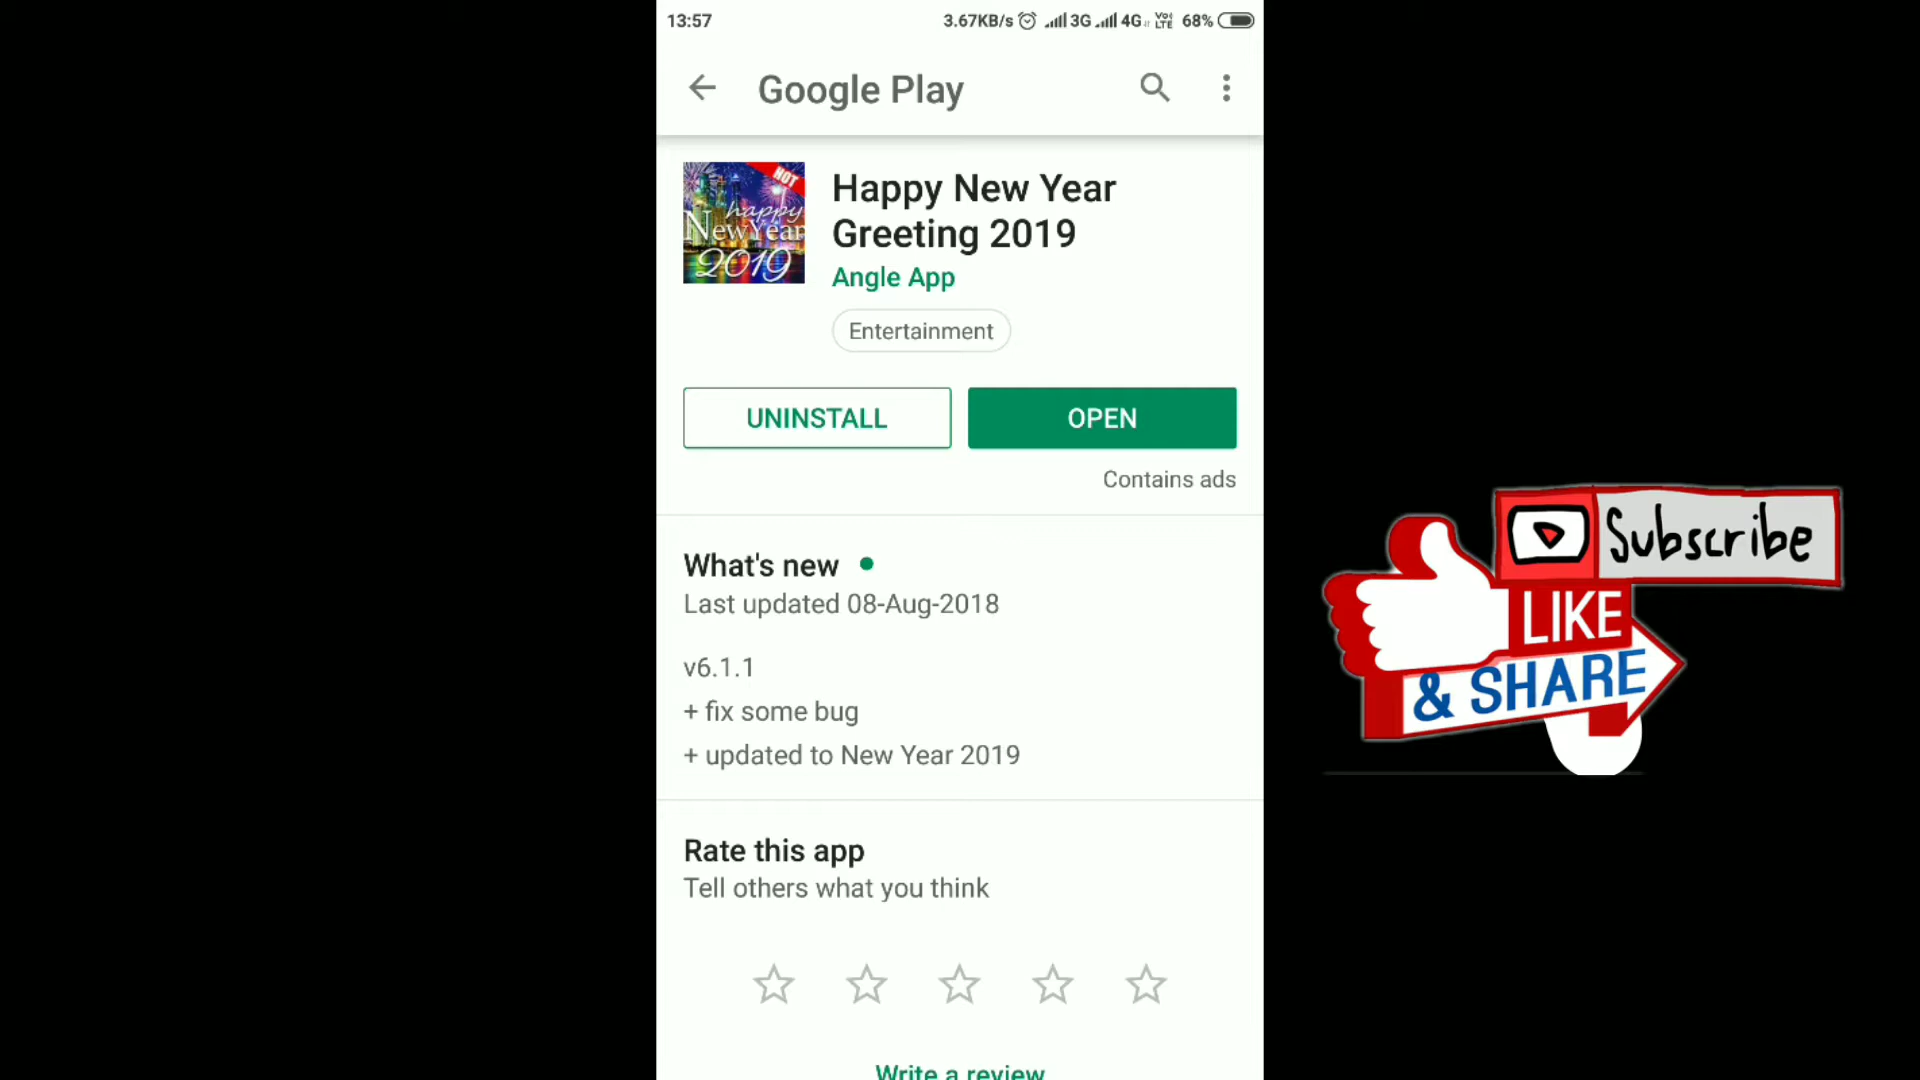 13:57
3.67KB/s 3G 4G VoLTE 68%
Google Play
HOT
happy
New Year
2019
Happy New Year
Greeting 2019
Angle App
Entertainment
UNINSTALL
OPEN
Contains ads
What's new
Last updated 08-Aug-2018
v6.1.1
+ fix some bug
+ updated to New Year 2019
Rate this app
Tell others what you think
Write a review
Subscribe
LIKE
& SHARE